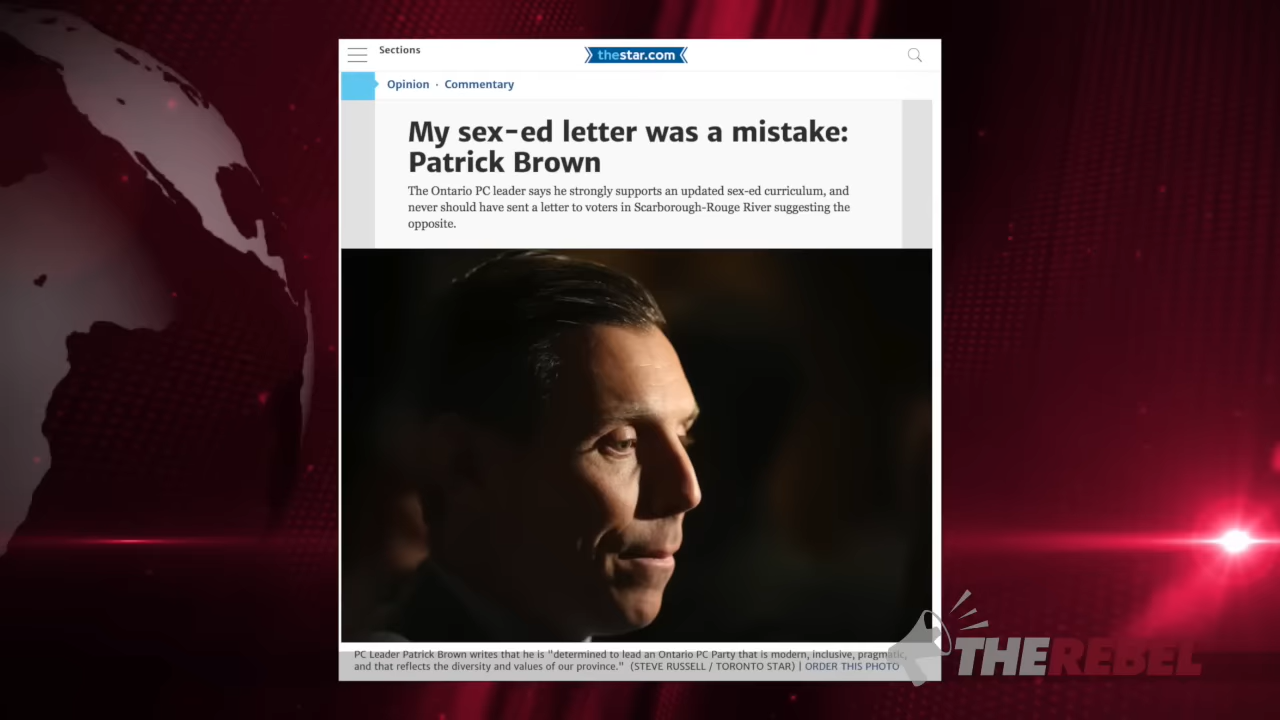 Sections
thestar.com
Opinion · Commentary
My sex-ed letter was a mistake:
Patrick Brown
The Ontario PC leader says he strongly supports an updated sex-ed curriculum, and
never should have sent a letter to voters in Scarborough-Rouge River suggesting the
opposite.
PC Leader Patrick Brown writes that he is "determined to lead an Ontario PC Party that is modern, inclusive, pragmatic,
and that reflects the diversity and values of our province." (STEVE RUSSELL / TORONTO STAR) | ORDER THIS PHOTO
THEREBEL